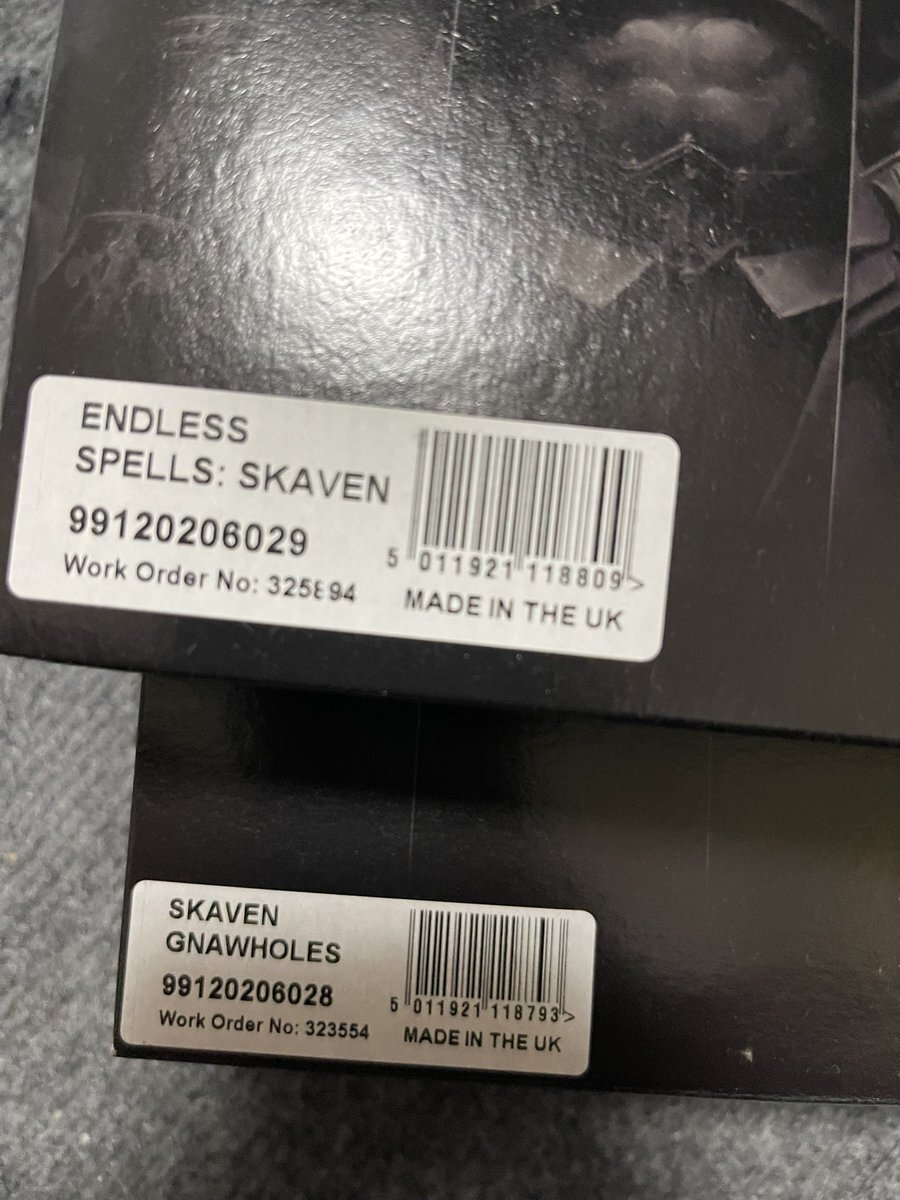 ENDLESS
SPELLS: SKAVEN
99120206029
Work Order No: 325894
5 011921 118809 >
MADE IN THE UK
SKAVEN
GNAWHOLES
99120206028
Work Order No: 323554
5 011921 118793 >
MADE IN THE UK